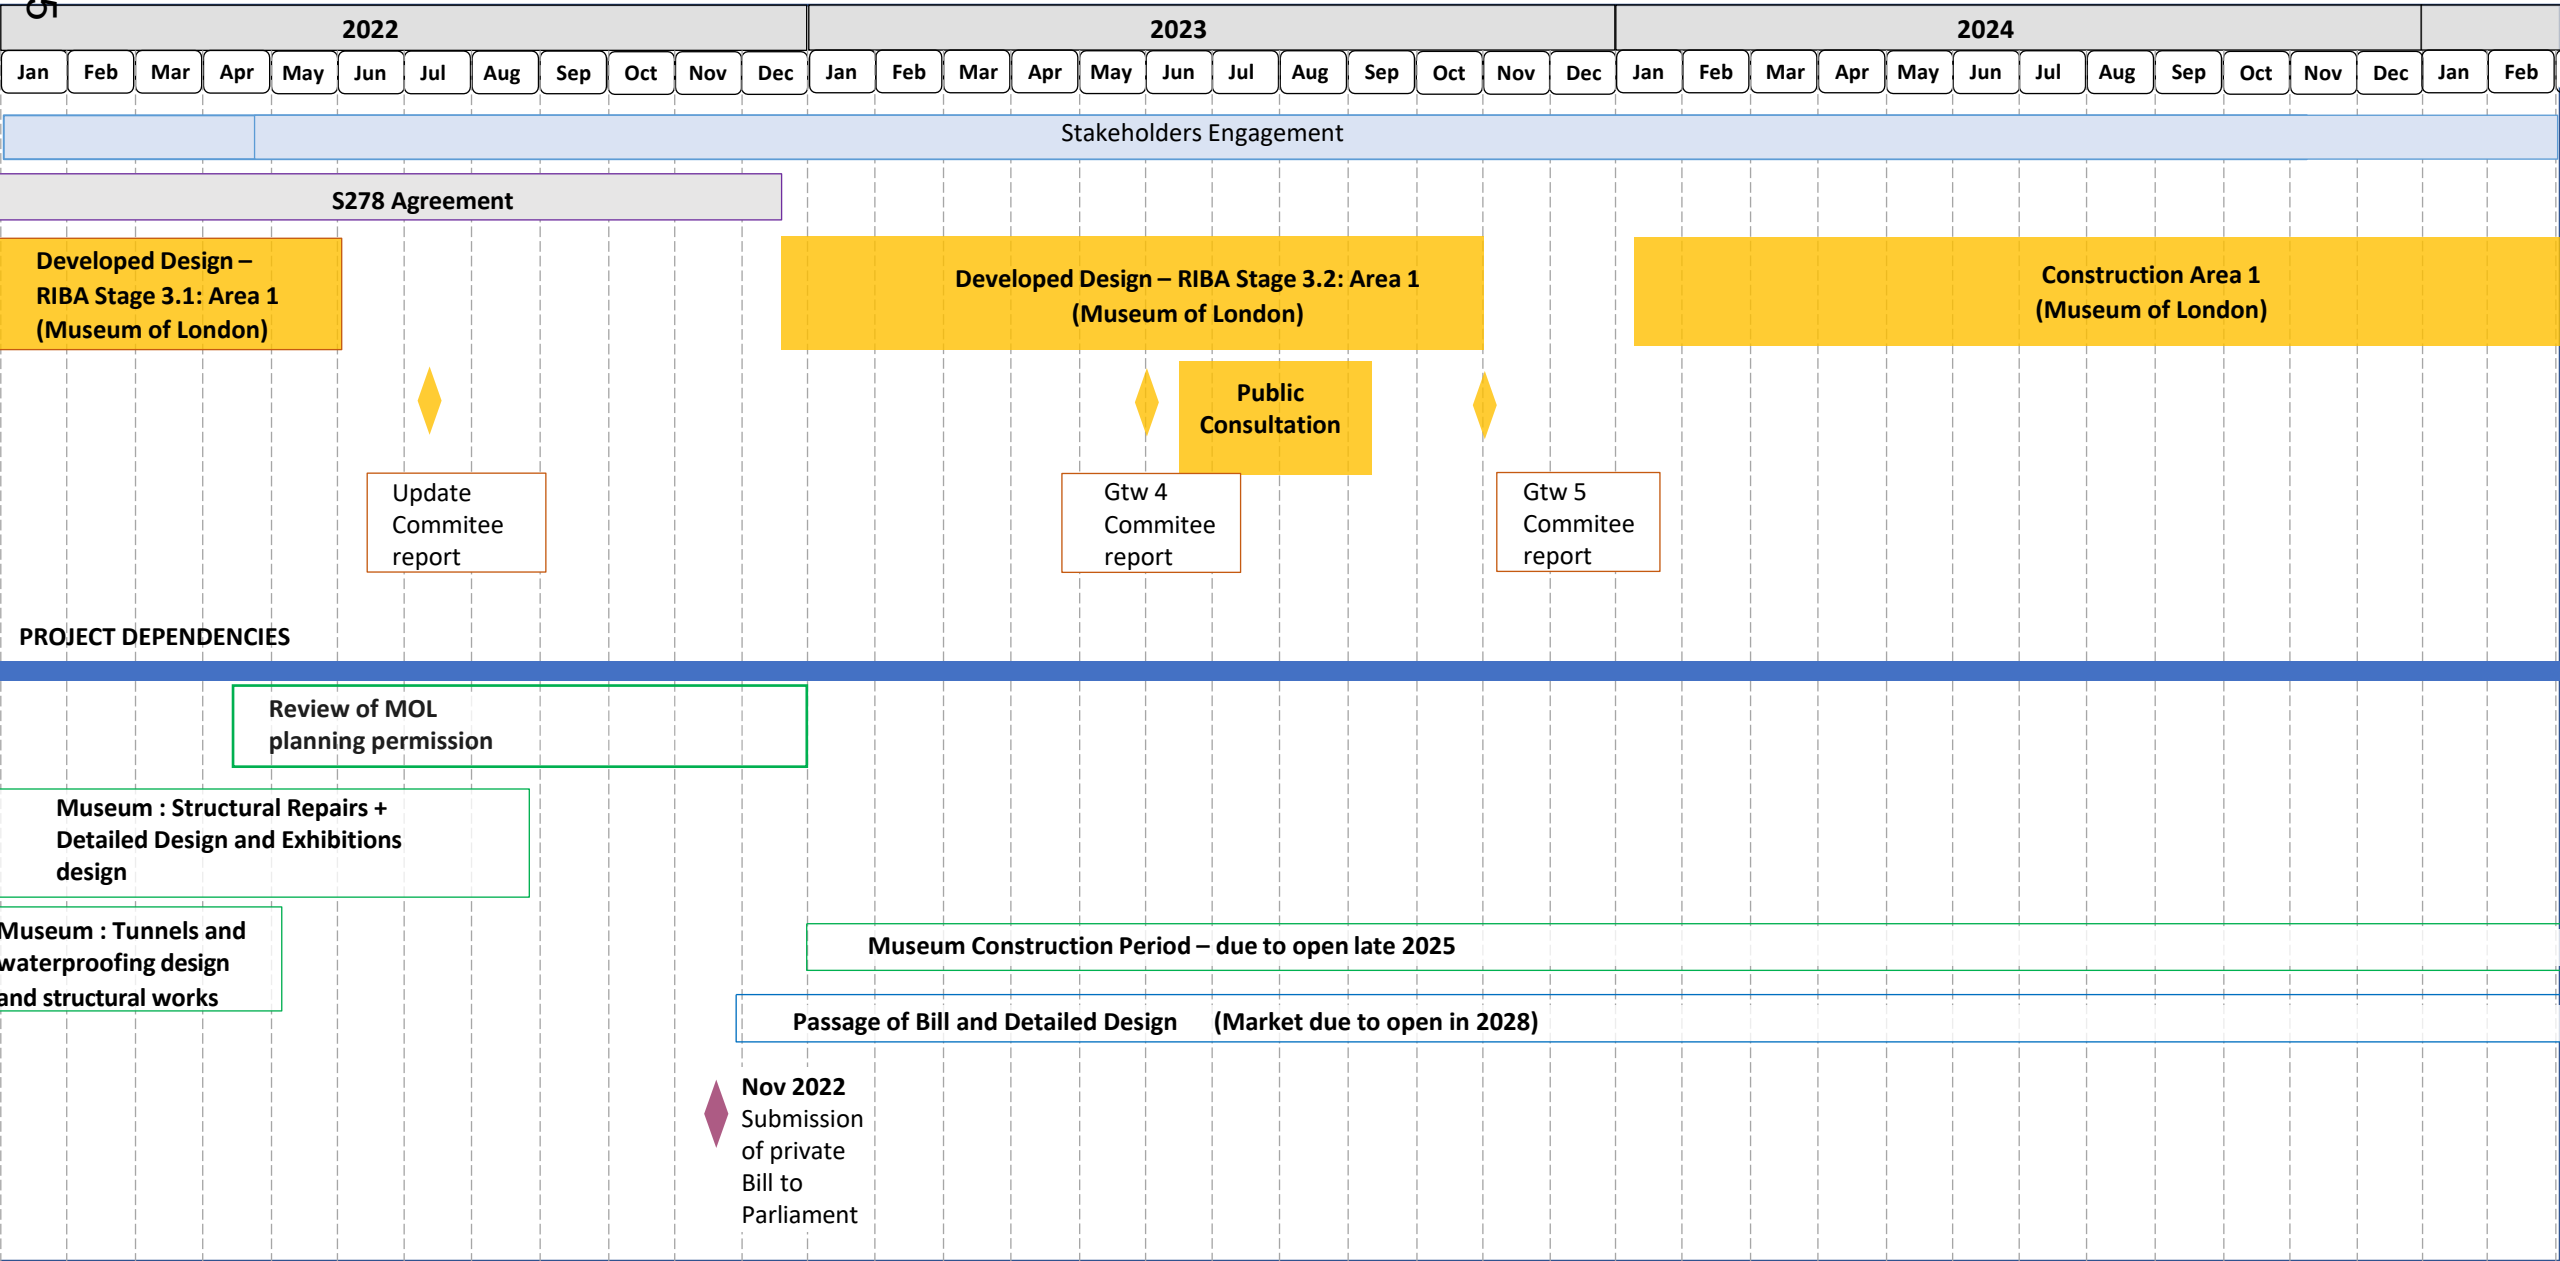 5
2022 2023 2024
Jan Feb Mar Apr May Jun Jul Aug Sep Oct Nov Dec Jan Feb Mar Apr May Jun Jul Aug Sep Oct Nov Dec Jan Feb Mar Apr May Jun Jul Aug Sep Oct Nov Dec Jan Feb
Stakeholders Engagement
S278 Agreement
Developed Design –
RIBA Stage 3.1: Area 1
(Museum of London)
Developed Design – RIBA Stage 3.2: Area 1
(Museum of London)
Construction Area 1
(Museum of London)
Public
Consultation
Update
Commitee
report
Gtw 4
Commitee
report
Gtw 5
Commitee
report
PROJECT DEPENDENCIES
Review of MOL
planning permission
Museum : Structural Repairs +
Detailed Design and Exhibitions
design
Museum : Tunnels and
waterproofing design
and structural works
Museum Construction Period – due to open late 2025
Passage of Bill and Detailed Design (Market due to open in 2028)
Nov 2022
Submission
of private
Bill to
Parliament